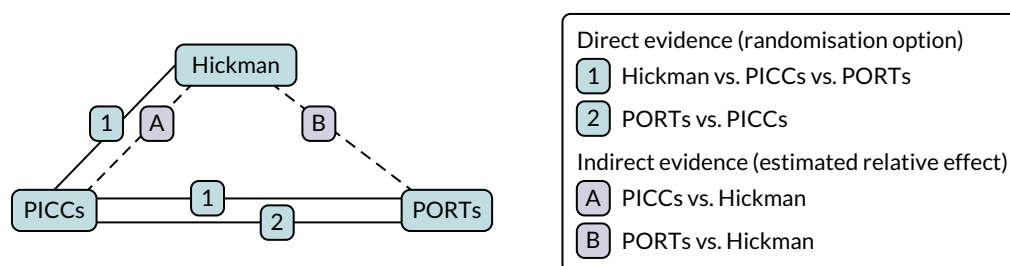 Hickman
1
A
B
PICCs
1
2
PORTs
Direct evidence (randomisation option)
1 Hickman vs. PICCs vs. PORTs
2 PORTs vs. PICCs
Indirect evidence (estimated relative effect)
A PICCs vs. Hickman
B PORTs vs. Hickman